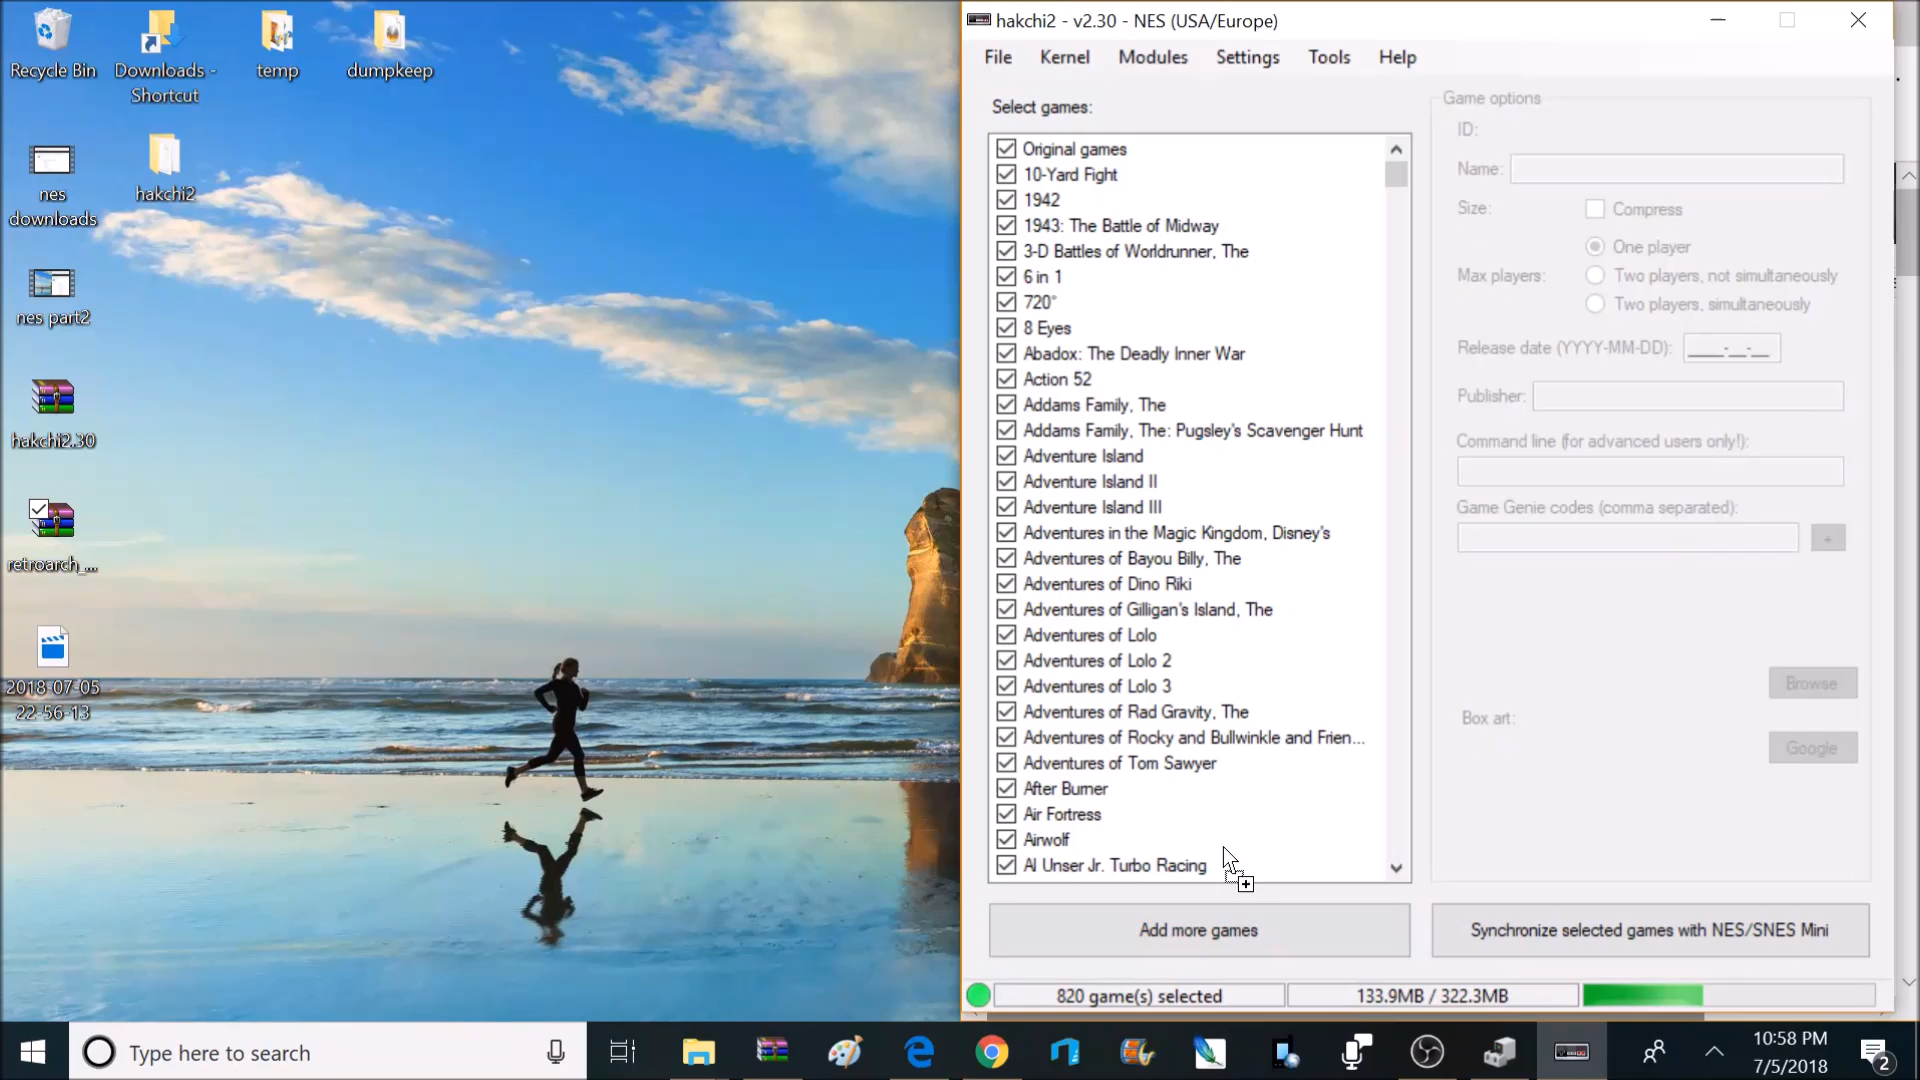 Recycle Bin
Downloads -
Shortcut
temp
dumpkeep
nes
downloads
hakchi2
nes part2
hakchi2.30
retroarch_...
2018-07-05
22-56-13
hakchi2 - v2.30 - NES (USA/Europe)
File Kernel Modules Settings Tools Help
Select games:
Original games
10-Yard Fight
1942
1943: The Battle of Midway
3-D Battles of Worldrunner, The
6 in 1
720°
8 Eyes
Abadox: The Deadly Inner War
Action 52
Addams Family, The
Addams Family, The: Pugsley's Scavenger Hunt
Adventure Island
Adventure Island II
Adventure Island III
Adventures in the Magic Kingdom, Disney's
Adventures of Bayou Billy, The
Adventures of Dino Riki
Adventures of Gilligan's Island, The
Adventures of Lolo
Adventures of Lolo 2
Adventures of Lolo 3
Adventures of Rad Gravity, The
Adventures of Rocky and Bullwinkle and Frien...
Adventures of Tom Sawyer
After Burner
Air Fortress
Airwolf
Al Unser Jr. Turbo Racing
Game options
ID:
Name:
Size:
Compress
One player
Max players:
Two players, not simultaneously
Two players, simultaneously
Release date (YYYY-MM-DD): ____-__-__
Publisher:
Command line (for advanced users only!):
Game Genie codes (comma separated):
+
Browse
Box art:
Google
Add more games
Synchronize selected games with NES/SNES Mini
820 game(s) selected
133.9MB / 322.3MB
Type here to search
10:58 PM
7/5/2018
2